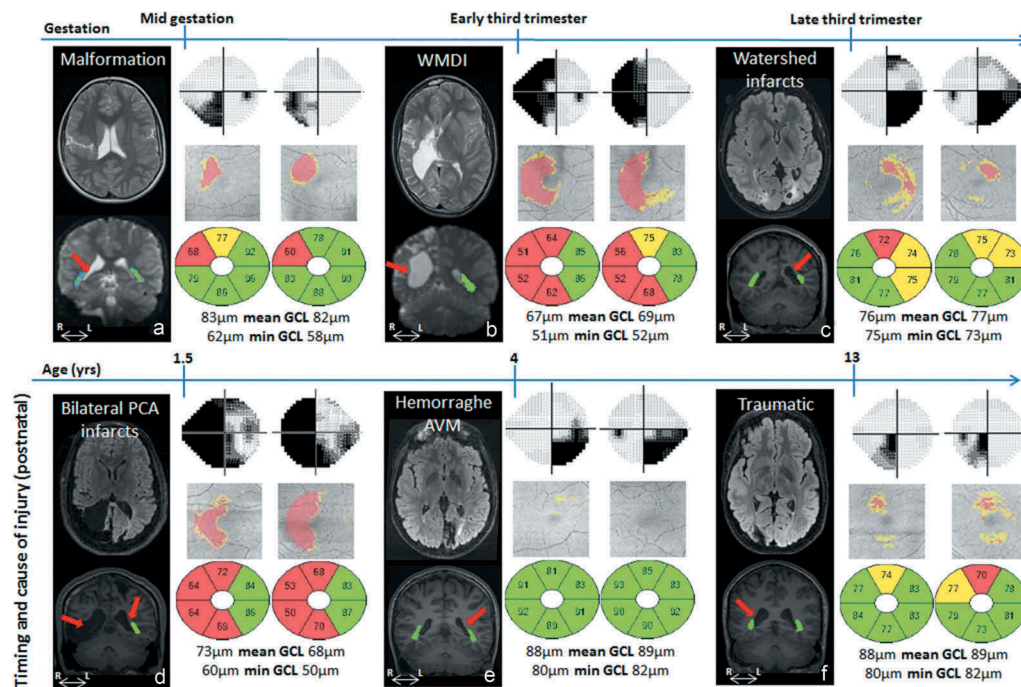 Gestation
Mid gestation
Early third trimester
Late third trimester
Malformation
77
68 92
79
86
78
60 91
83 90
88
83µm mean GCL 82µm
62µm min GCL 58µm
R L
a
WMDI
64
51 85
52 86
62
75
56 83
52 78
68
67µm mean GCL 69µm
51µm min GCL 52µm
R L
b
Watershed
infarcts
72
76 74
81 75
77
75
78 73
81
77
76µm mean GCL 77µm
75µm min GCL 73µm
R L
c
Timing and cause of injury (postnatal)
Age (yrs)
1.5
4
13
Bilateral PCA
infarcts
72
64 84
64 86
69
68
53 83
50 87
70
73µm mean GCL 68µm
60µm min GCL 50µm
R L
d
Hemorraghe
AVM
81
91 83
92 91
89
85
93 83
90 92
88µm mean GCL 89µm
80µm min GCL 82µm
R L
e
Traumatic
74
77 83
84 83
77
70
77 78
79 81
73
88µm mean GCL 89µm
80µm min GCL 82µm
R L
f